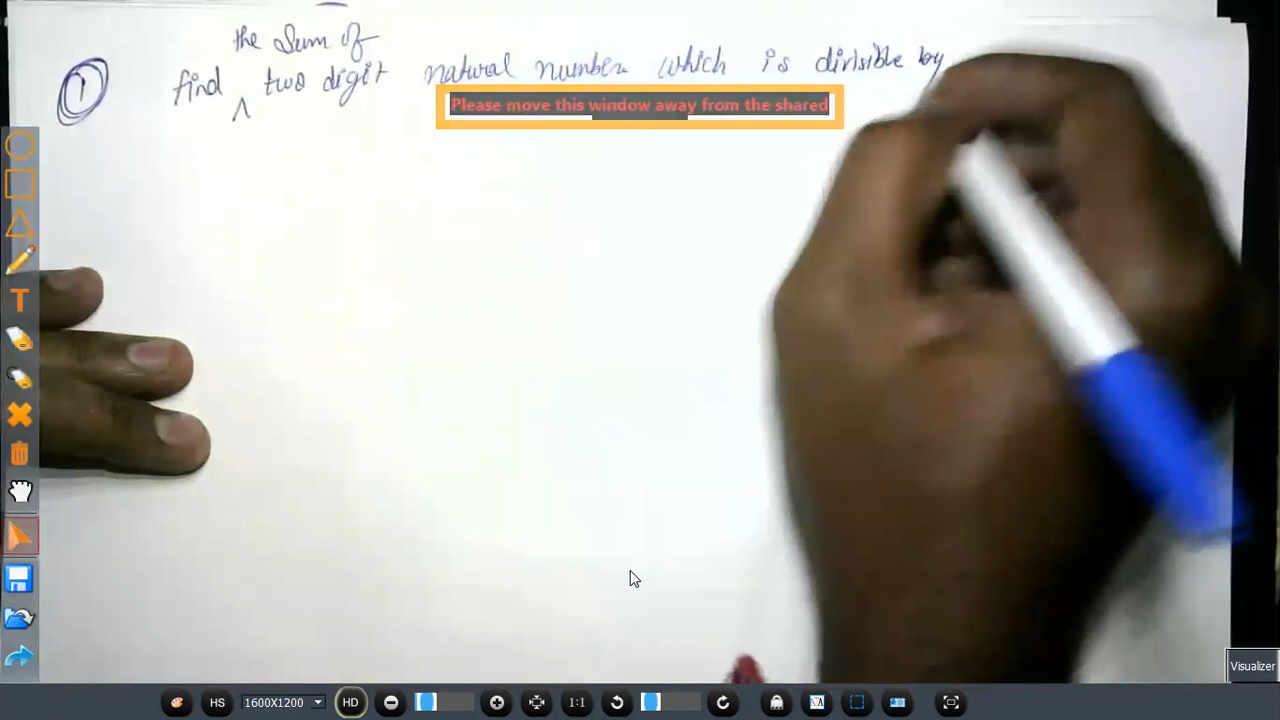 the Sum of
① find ^ two digit natural number which is divisible by
Please move this window away from the shared
T
Visualizer
HS
1600X1200
HD
1:1